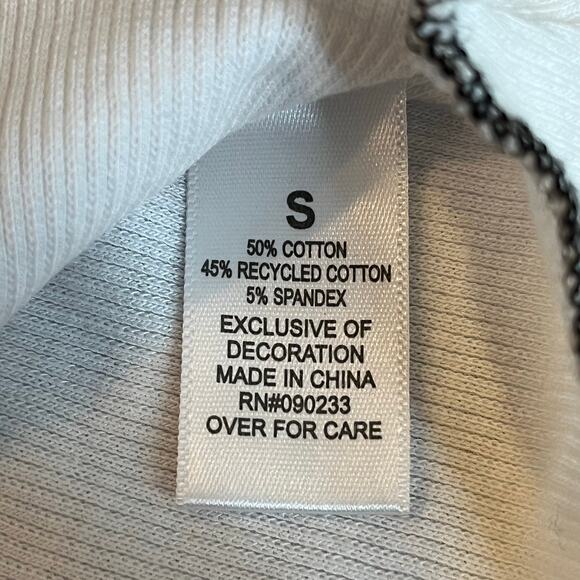 S
50% COTTON
45% RECYCLED COTTON
5% SPANDEX
EXCLUSIVE OF
DECORATION
MADE IN CHINA
RN#090233
OVER FOR CARE